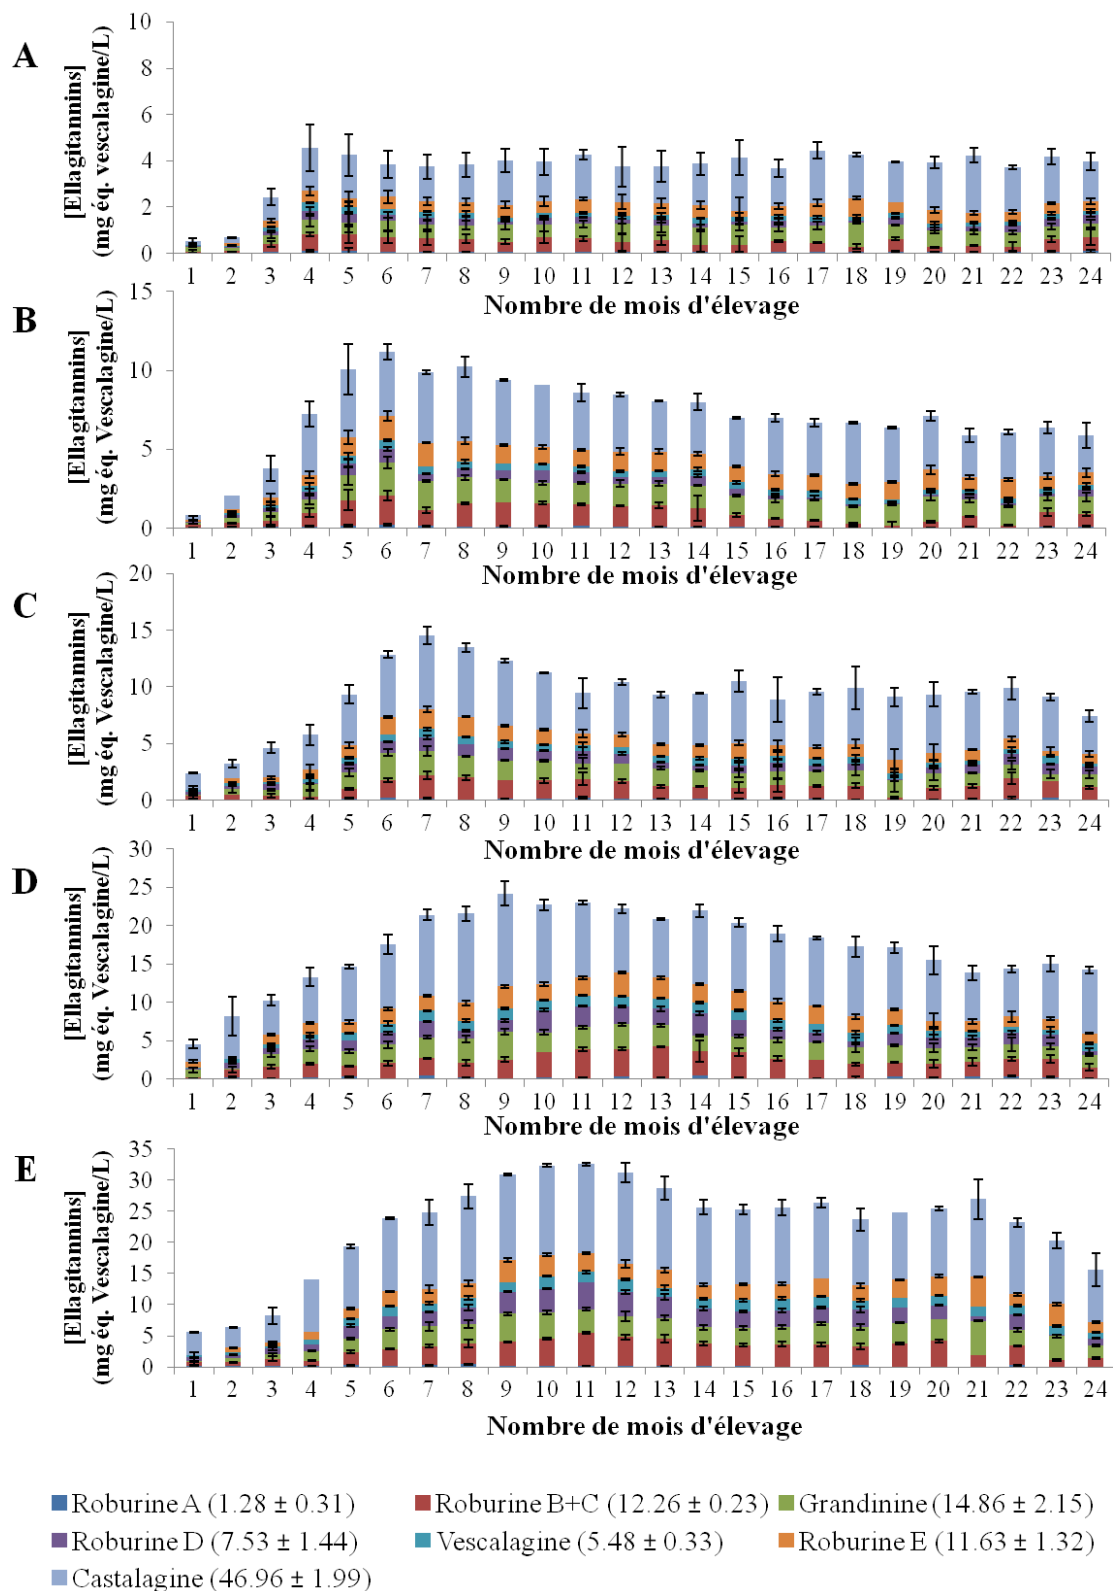 A
[Ellagitannins]
(mg éq. vescalagine/L)
10
8
6
4
2
0
1 2 3 4 5 6 7 8 9 10 11 12 13 14 15 16 17 18 19 20 21 22 23 24
Nombre de mois d'élevage
B
[Ellagitannins]
(mg éq. Vescalagine/L)
15
10
5
0
1 2 3 4 5 6 7 8 9 10 11 12 13 14 15 16 17 18 19 20 21 22 23 24
Nombre de mois d'élevage
C
[Ellagitannins]
(mg éq. Vescalagine/L)
20
15
10
5
0
1 2 3 4 5 6 7 8 9 10 11 12 13 14 15 16 17 18 19 20 21 22 23 24
Nombre de mois d'élevage
D
[Ellagitannins]
(mg éq. Vescalagine/L)
30
25
20
15
10
5
0
1 2 3 4 5 6 7 8 9 10 11 12 13 14 15 16 17 18 19 20 21 22 23 24
Nombre de mois d'élevage
E
[Ellagitannins]
(mg éq. Vescalagine/L)
35
30
25
20
15
10
5
0
1 2 3 4 5 6 7 8 9 10 11 12 13 14 15 16 17 18 19 20 21 22 23 24
Nombre de mois d'élevage
Roburine A (1.28 ± 0.31) Roburine B+C (12.26 ± 0.23) Grandinine (14.86 ± 2.15)
Roburine D (7.53 ± 1.44) Vescalagine (5.48 ± 0.33) Roburine E (11.63 ± 1.32)
Castalagine (46.96 ± 1.99)